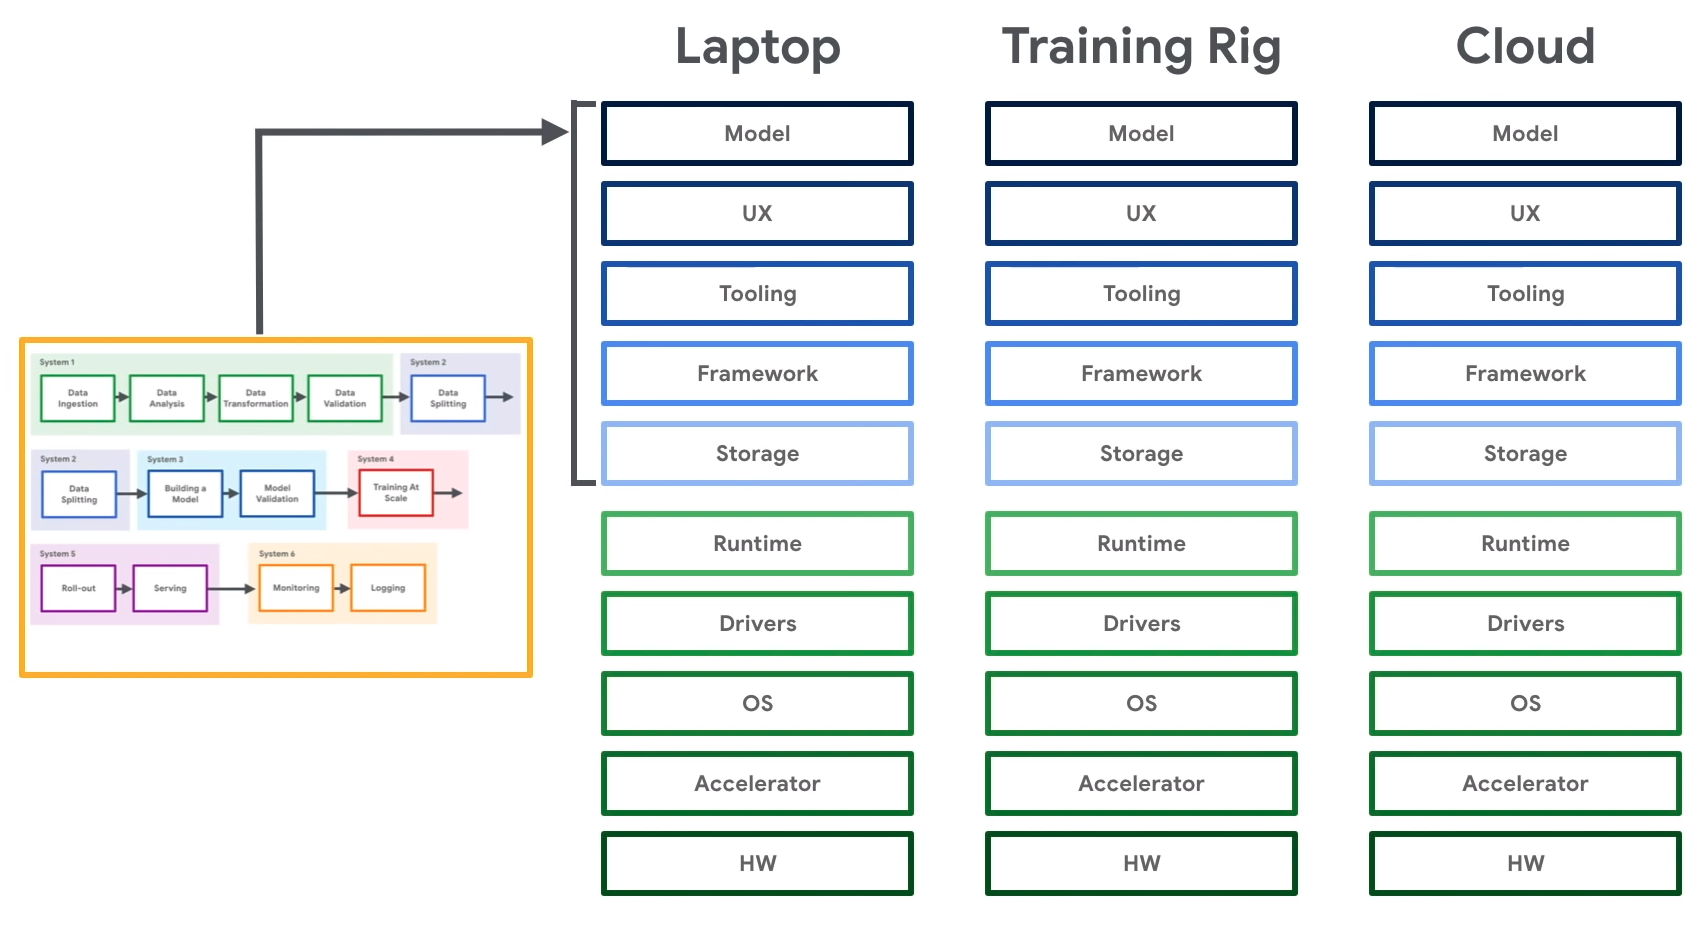 Laptop
Training Rig
Cloud
Model
Model
Model
UX
UX
UX
Tooling
Tooling
Tooling
Framework
Framework
Framework
Storage
Storage
Storage
Runtime
Runtime
Runtime
Drivers
Drivers
Drivers
OS
OS
OS
Accelerator
Accelerator
Accelerator
HW
HW
HW
System 1
Data
Ingestion
Data
Analysis
Data
Transformation
Data
Validation
System 2
Data
Splitting
System 2
Data
Splitting
System 3
Building a
Model
Model
Validation
System 4
Training At
Scale
System 5
Roll-out
Serving
System 6
Monitoring
Logging